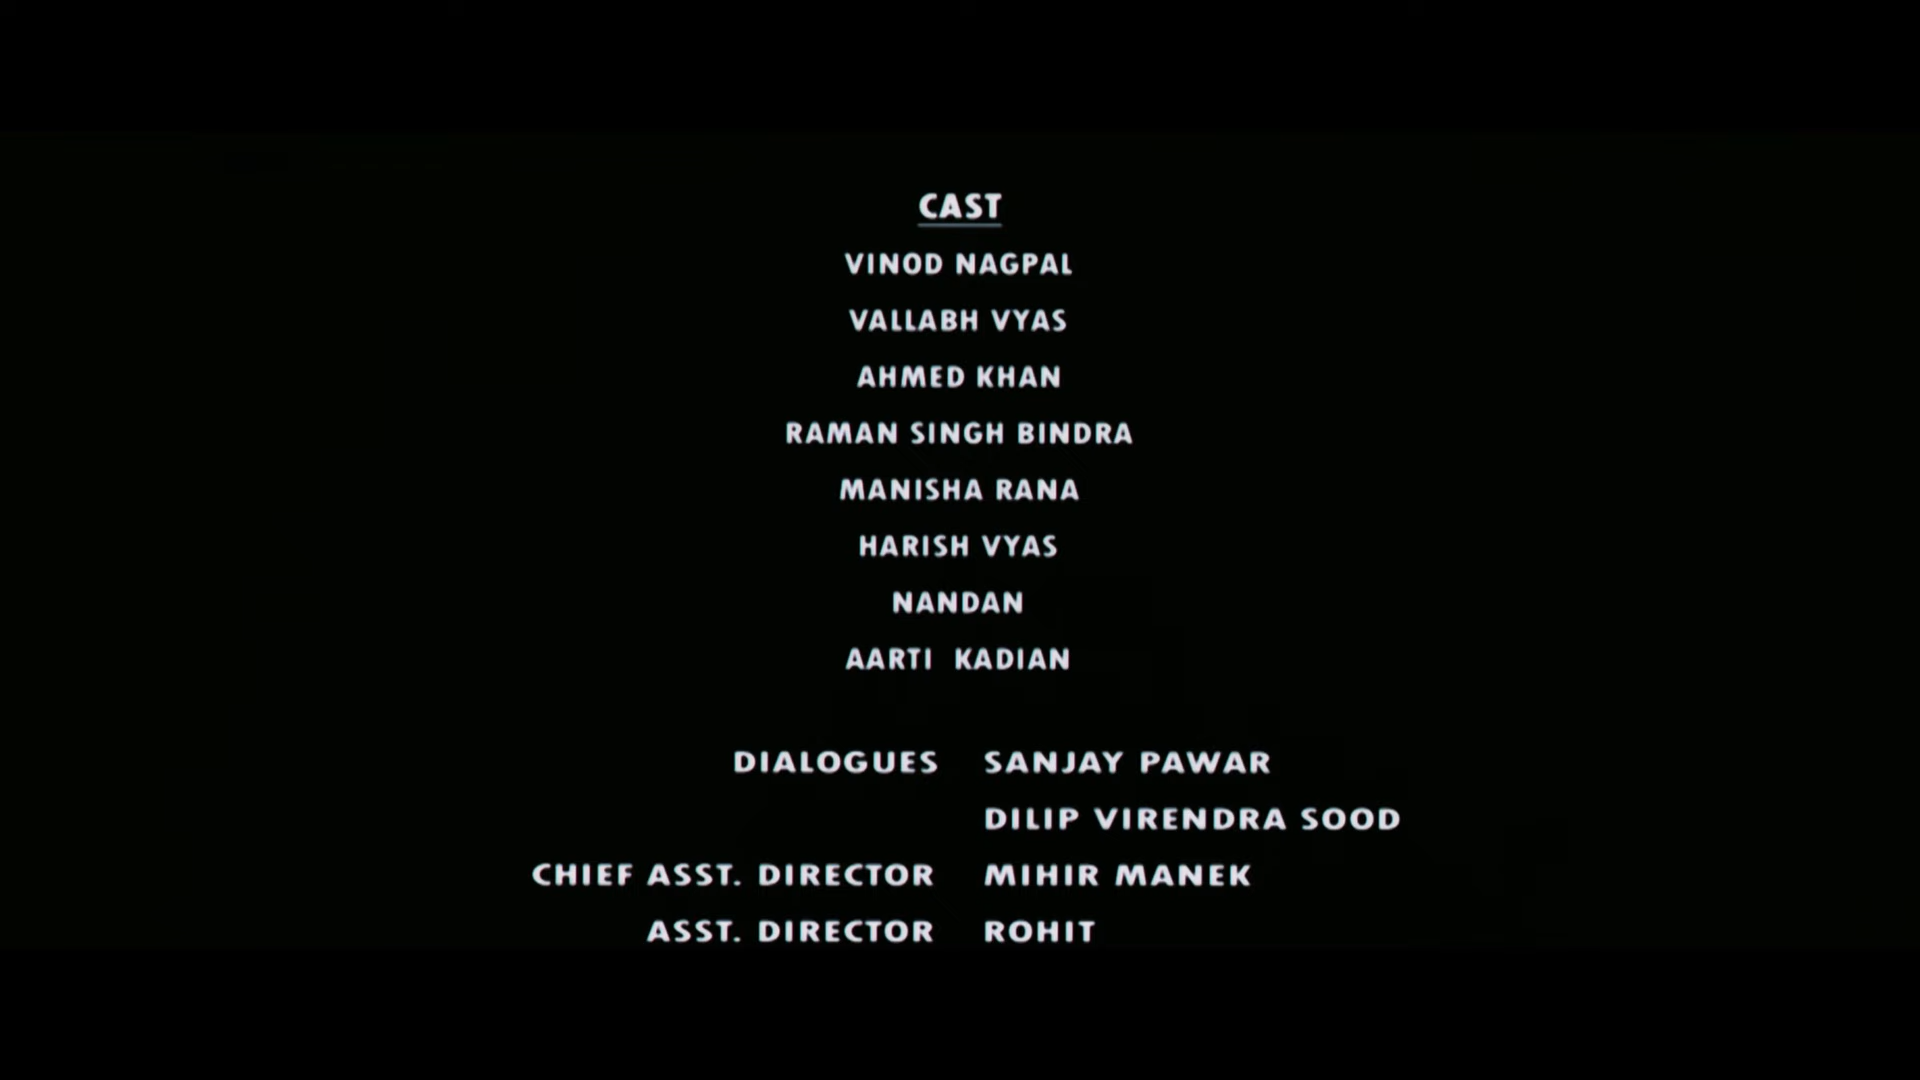 CAST
VINOD NAGPAL
VALLABH VYAS
AHMED KHAN
RAMAN SINGH BINDRA
MANISHA RANA
HARISH VYAS
NANDAN
AARTI KADIAN
DIALOGUES SANJAY PAWAR
DILIP VIRENDRA SOOD
CHIEF ASST. DIRECTOR MIHIR MANEK
ASST. DIRECTOR ROHIT